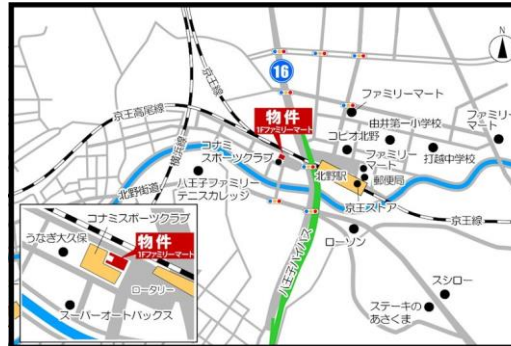 N
16
京王線
京王高尾線
ファミリーマート
物件
1Fファミリーマート
由井第一小学校
ファミリー
マート
コピオ北野
コナミ
スポーツクラブ
横浜線
ファミリー
マート
打越中学校
北野駅
郵便局
北野街道
八王子ファミリー
テニスカレッジ
京王ストア
京王線
コナミスポーツクラブ
うなぎ大久保
物件
1Fファミリーマート
ローソン
八王子バイパス
ロータリー
スーパーオートバックス
スシロー
ステーキの
あさくま